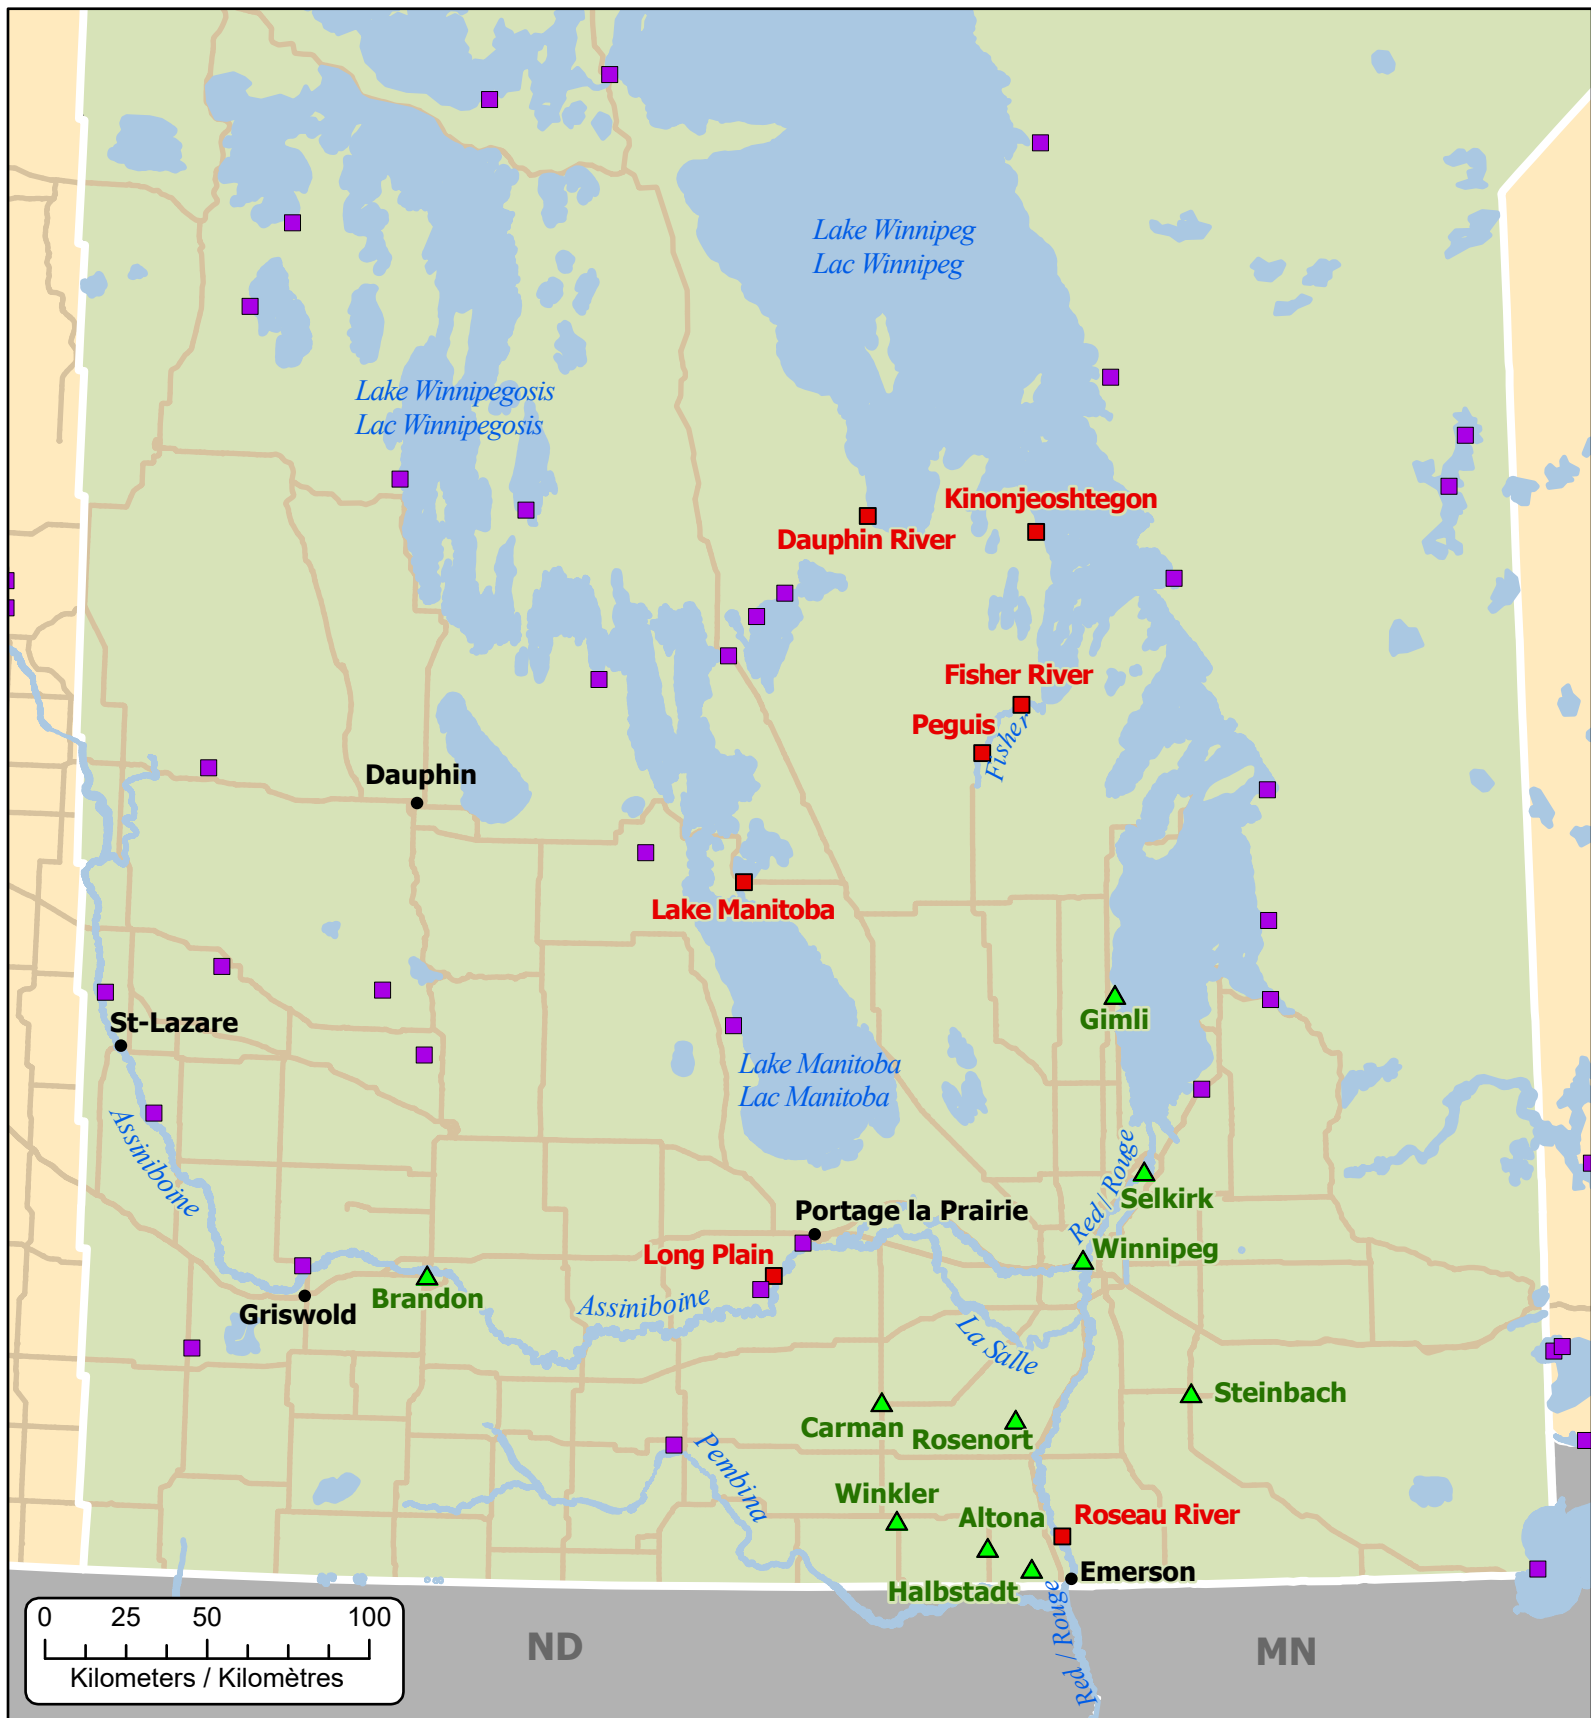 Lake Winnipeg
Lac Winnipeg
Lake Winnipegosis
Lac Winnipegosis
Kinonjeoshtegon
Dauphin River
Fisher River
Peguis
Fisher
Dauphin
Lake Manitoba
Gimli
St-Lazare
Lake Manitoba
Lac Manitoba
Assiniboine
Red / Rouge
Selkirk
Portage la Prairie
Winnipeg
Long Plain
Brandon
Griswold
Assiniboine
La Salle
Steinbach
Carman
Rosenort
Pembina
Winkler
Altona
Roseau River
Emerson
Halbstadt
Red / Rouge
0 25 50 100
Kilometers / Kilomètres
ND
MN